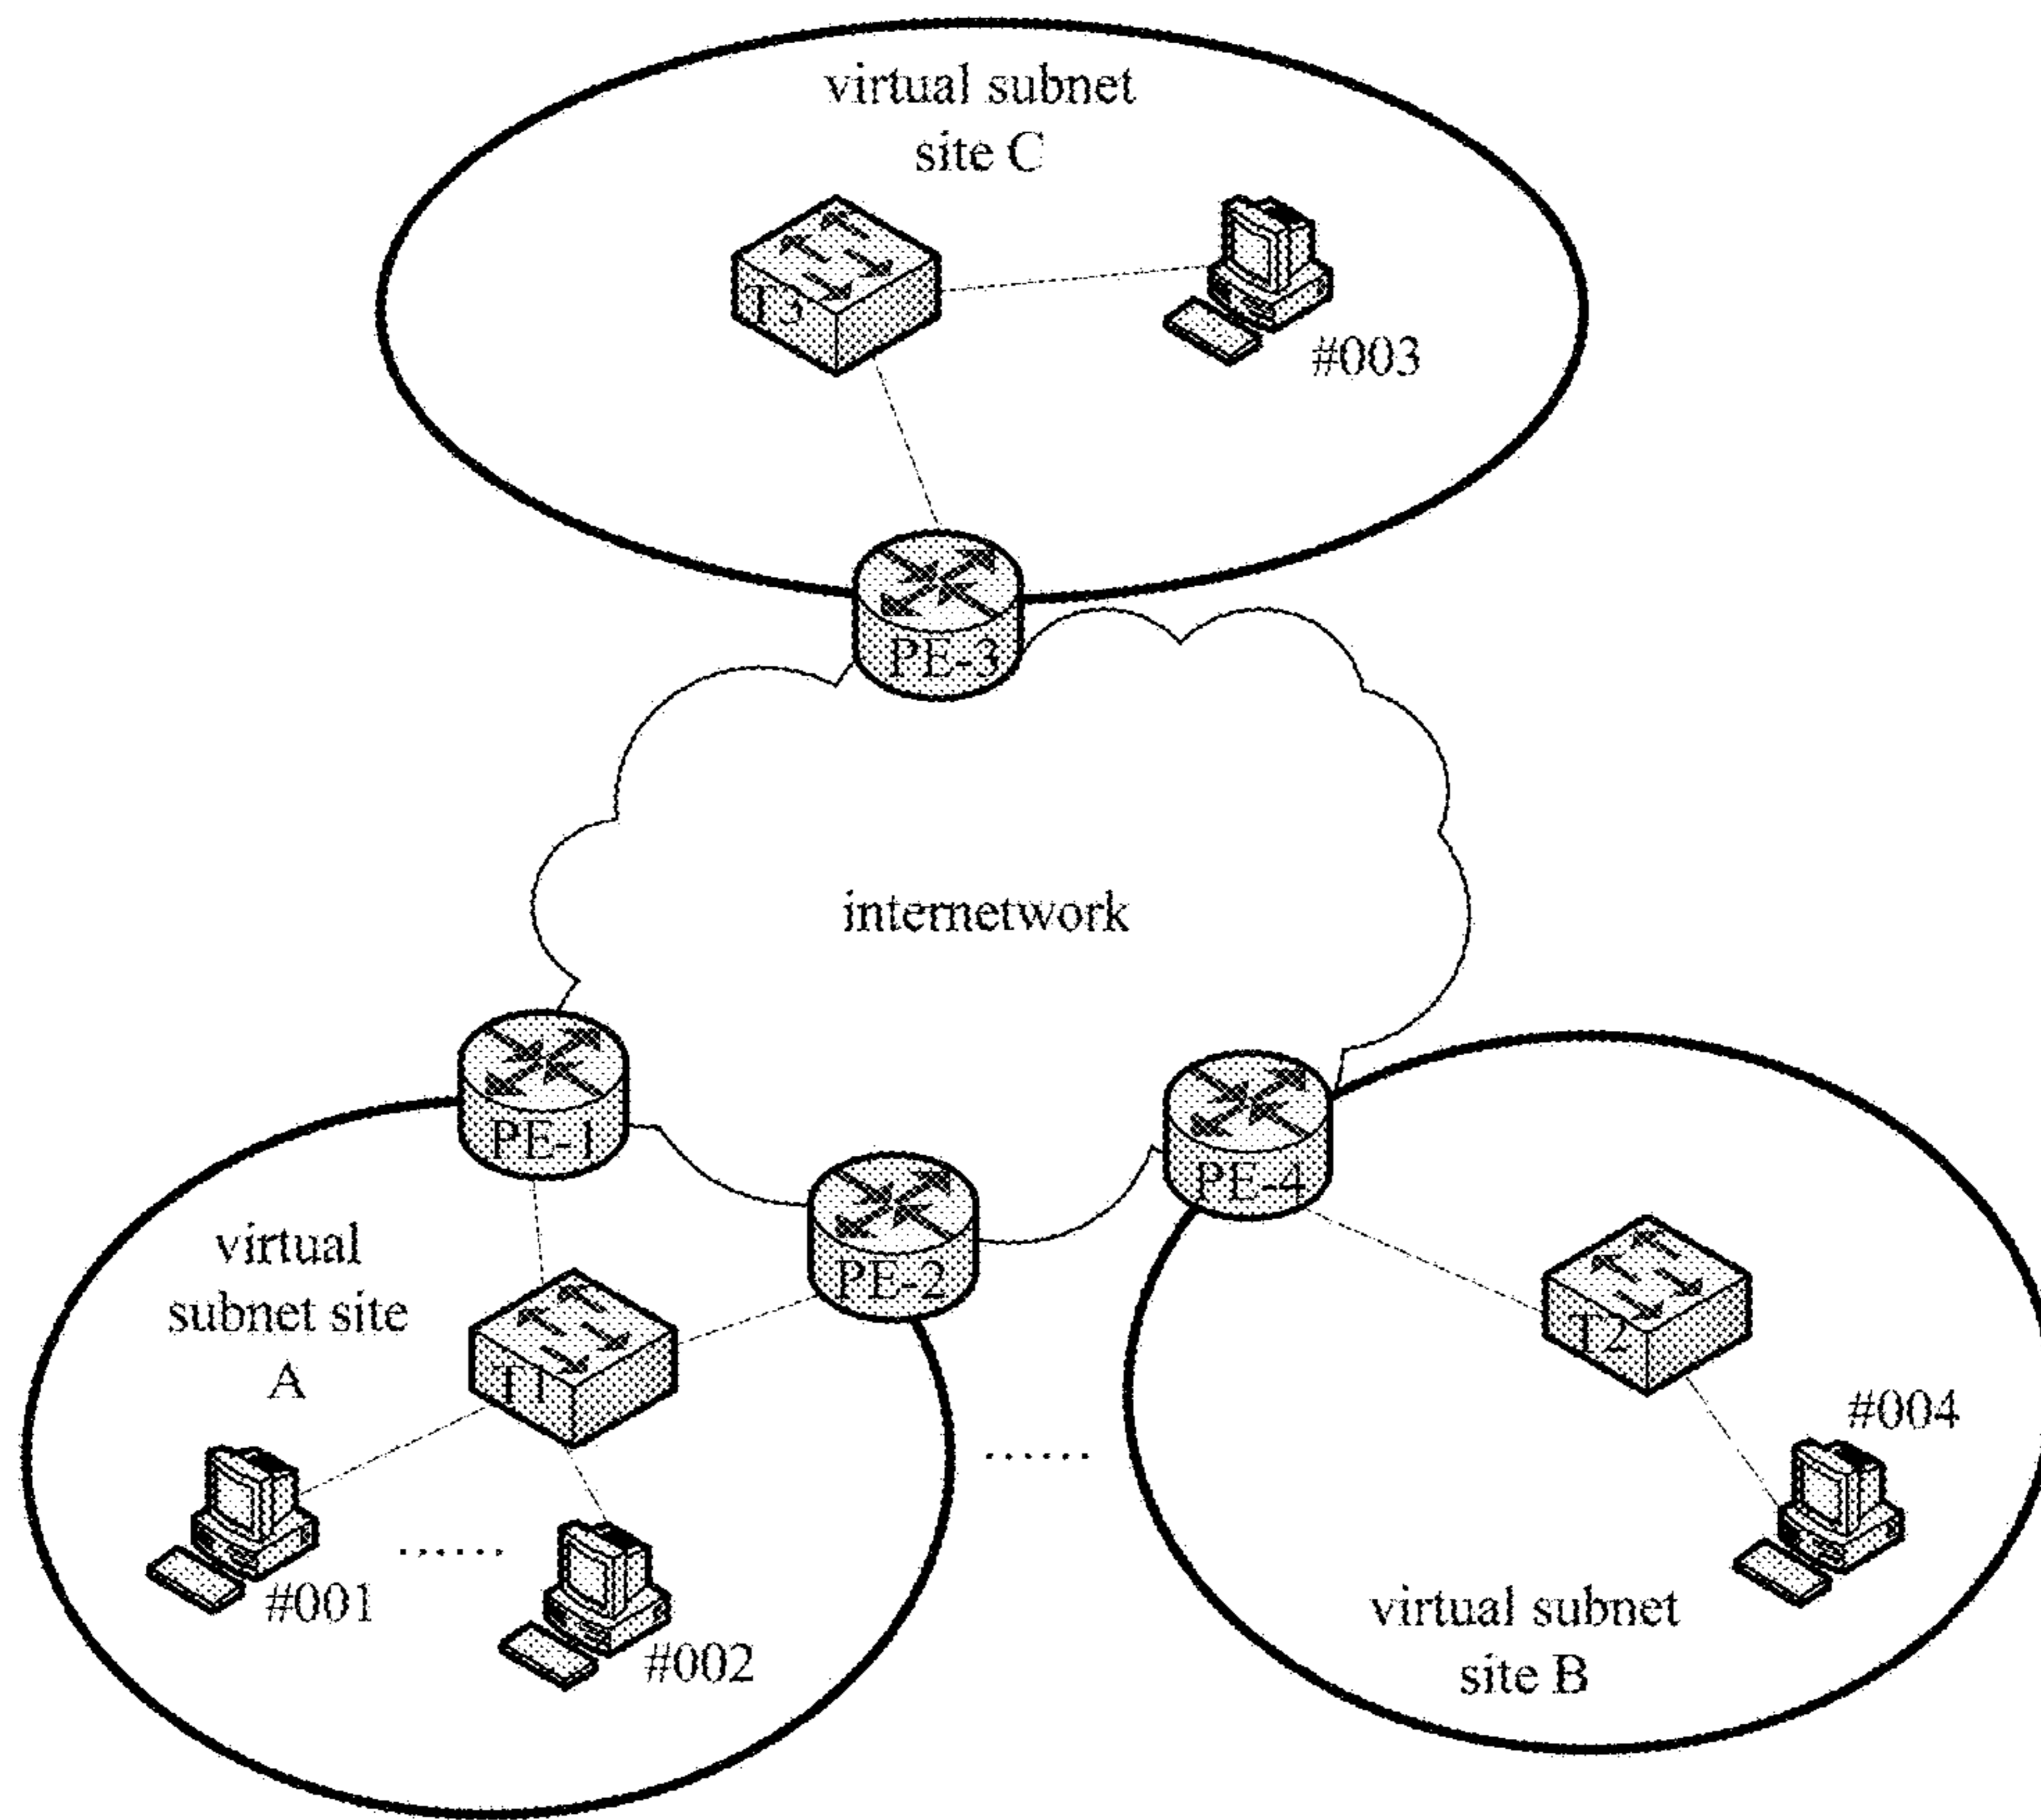 virtual subnet
site C
T3
#003
PE-3
internetwork
PE-1
PE-2
PE-4
virtual
subnet site
A
T1
T2
#004
......
......
#001
#002
virtual subnet
site B